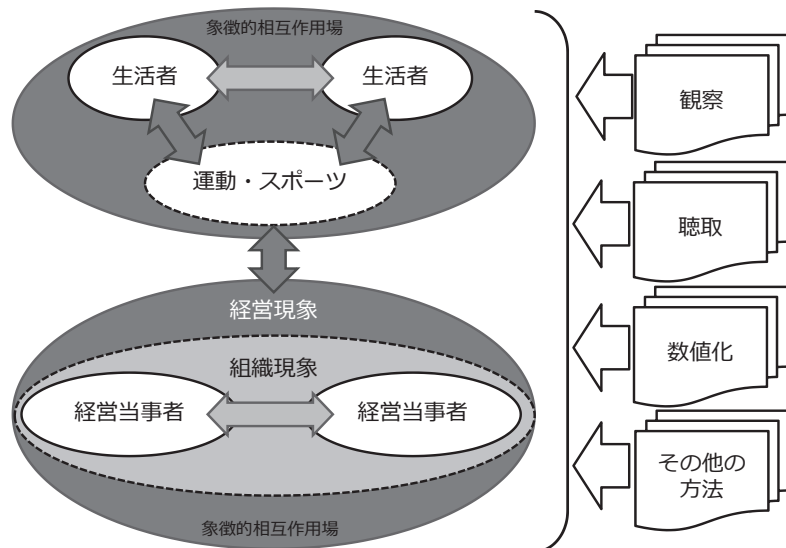 象徴的相互作用場
生活者
生活者
運動・スポーツ
経営現象
組織現象
経営当事者
経営当事者
象徴的相互作用場
観察
聴取
数値化
その他の
方法